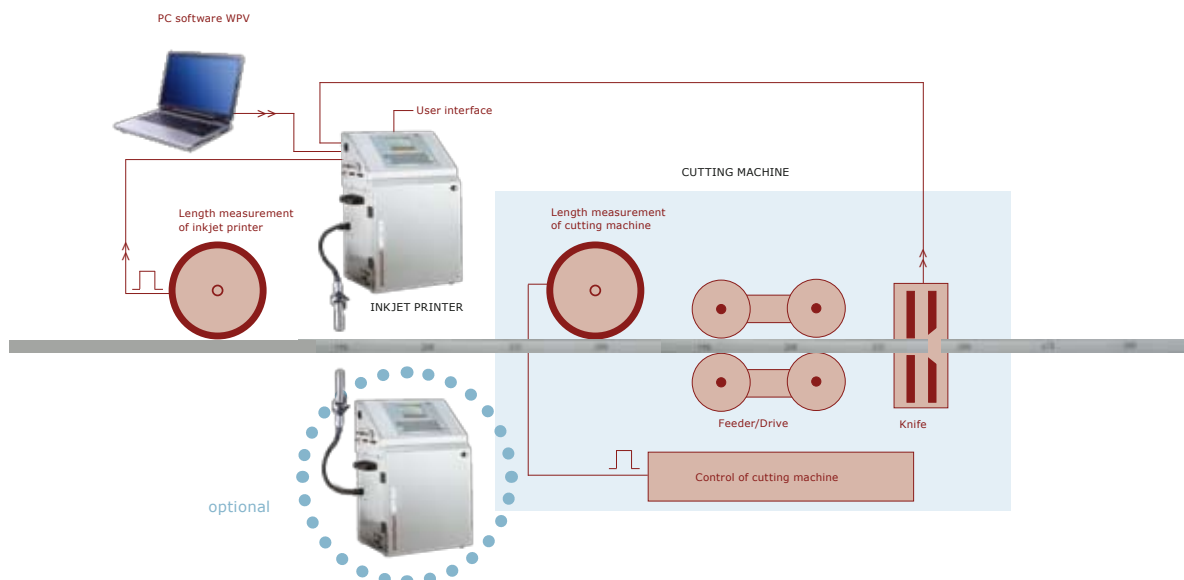 PC software WPV
User interface
CUTTING MACHINE
Length measurement
of inkjet printer
Length measurement
of cutting machine
INKJET PRINTER
Feeder/Drive
Knife
Control of cutting machine
optional